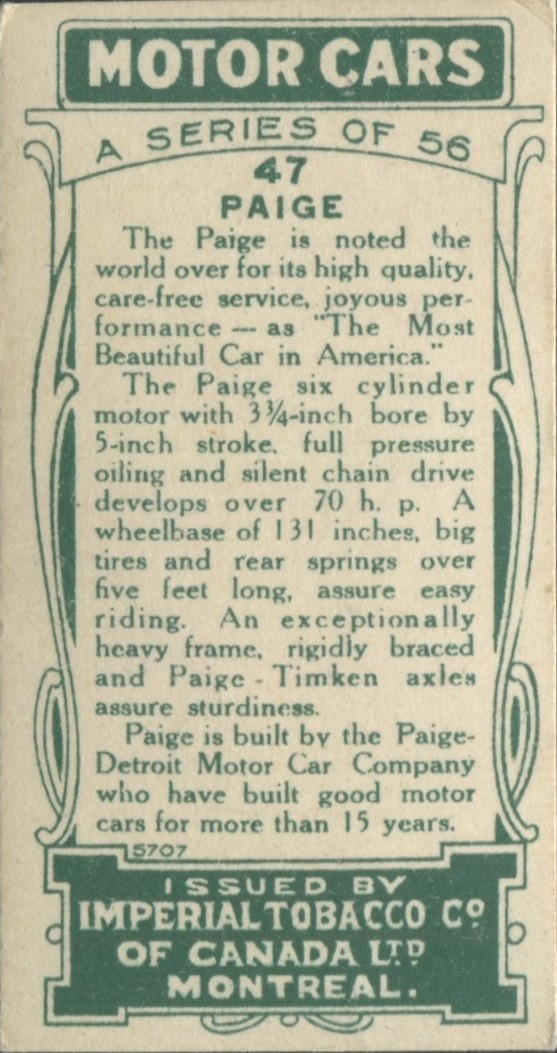 MOTOR CARS
A SERIES OF 56
47
PAIGE
The Paige is noted the
world over for its high quality,
care-free service, joyous per-
formance — as "The Most
Beautiful Car in America."
The Paige six cylinder
motor with 3¾-inch bore by
5-inch stroke, full pressure
oiling and silent chain drive
develops over 70 h. p. A
wheelbase of 131 inches, big
tires and rear springs over
five feet long, assure easy
riding. An exceptionally
heavy frame, rigidly braced
and Paige-Timken axles
assure sturdiness.
Paige is built by the Paige-
Detroit Motor Car Company
who have built good motor
cars for more than 15 years.
5707
ISSUED BY
IMPERIAL TOBACCO Cº
OF CANADA LTD
MONTREAL.